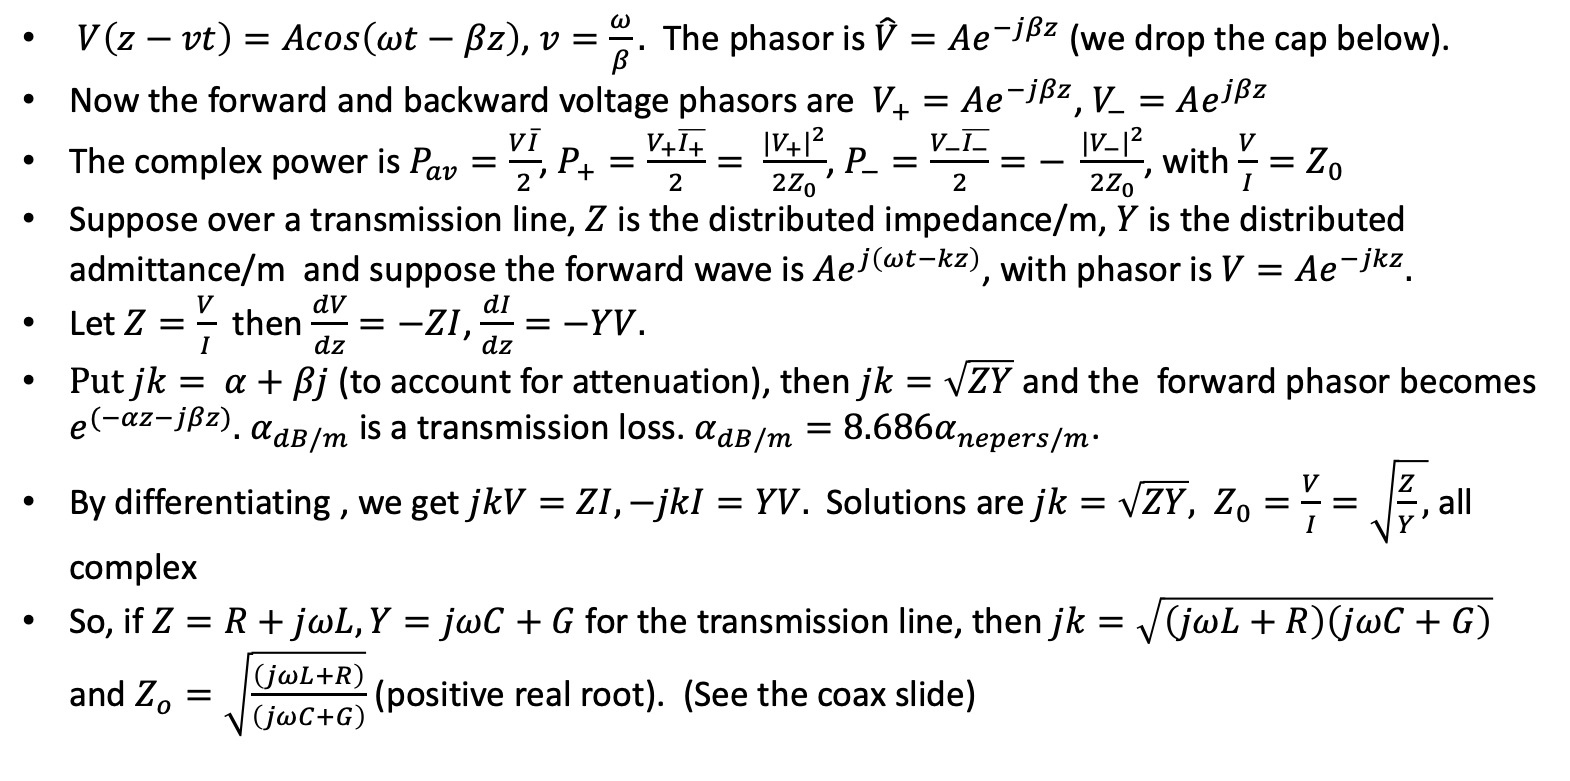 • V(z − vt) = Acos(ωt − βz), v = ω/β. The phasor is V̂ = Ae^{−jβz} (we drop the cap below).
• Now the forward and backward voltage phasors are V₊ = Ae^{−jβz}, V₋ = Ae^{jβz}
• The complex power is P_{av} = VĪ/2, P₊ = V₊I̅₊̅/2 = |V₊|²/2Z₀, P₋ = V₋I̅₋̅/2 = − |V₋|²/2Z₀, with V/I = Z₀
• Suppose over a transmission line, Z is the distributed impedance/m, Y is the distributed
admittance/m and suppose the forward wave is Ae^{j(ωt−kz)}, with phasor is V = Ae^{−jkz}.
• Let Z = V/I then dV/dz = −ZI, dI/dz = −YV.
• Put jk = α + βj (to account for attenuation), then jk = √(ZY) and the forward phasor becomes
e^{(−αz−jβz)}. α_{dB/m} is a transmission loss. α_{dB/m} = 8.686α_{nepers/m}.
• By differentiating , we get jkV = ZI, −jkI = YV. Solutions are jk = √(ZY), Z₀ = V/I = √(Z/Y), all
complex
• So, if Z = R + jωL, Y = jωC + G for the transmission line, then jk = √((jωL + R)(jωC + G))
and Z_o = √((jωL+R)/(jωC+G)) (positive real root). (See the coax slide)